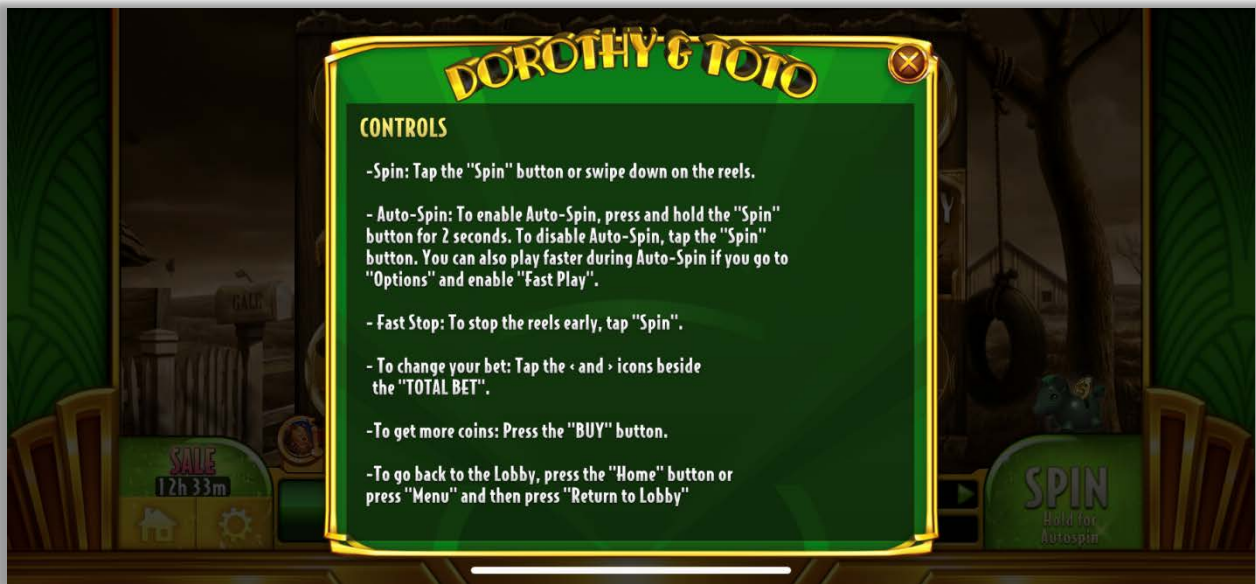 DOROTHY & TOTO
CONTROLS
-Spin: Tap the "Spin" button or swipe down on the reels.
- Auto-Spin: To enable Auto-Spin, press and hold the "Spin"
button for 2 seconds. To disable Auto-Spin, tap the "Spin"
button. You can also play faster during Auto-Spin if you go to
"Options" and enable "Fast Play".
- Fast Stop: To stop the reels early, tap "Spin".
- To change your bet: Tap the ‹ and › icons beside
the "TOTAL BET".
-To get more coins: Press the "BUY" button.
-To go back to the Lobby, press the "Home" button or
press "Menu" and then press "Return to Lobby"
GALE
SALE
12h 33m
SPIN
Hold for
Autospin